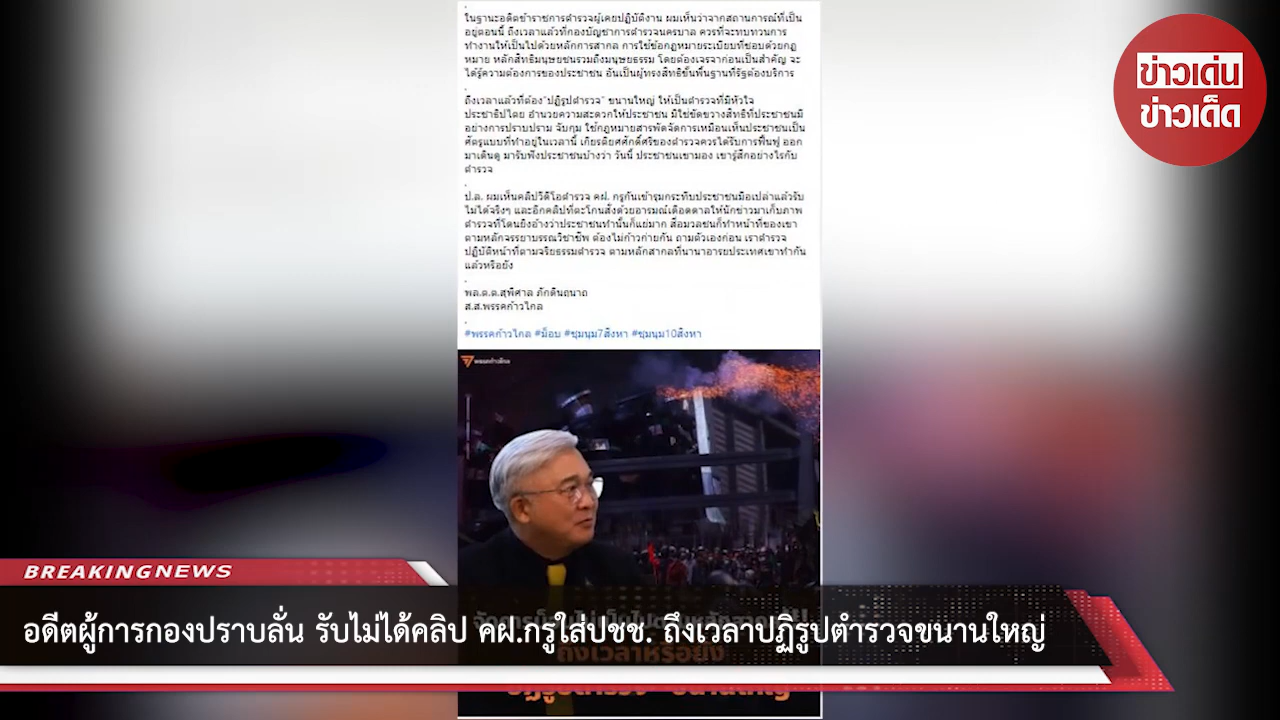 ในฐานะอดีตข้าราชการตำรวจผู้เคยปฏิบัติงาน ผมเห็นว่าจากสถานการณ์ที่เป็น
อยู่ตอนนี้ ถึงเวลาแล้วที่กองบัญชาการตำรวจนครบาล ควรที่จะทบทวนการ
ทำงานให้เป็นไปด้วยหลักการสากล การใช้ข้อกฎหมายระเบียบที่ชอบด้วยกฎ
หมาย หลักสิทธิมนุษยชนรวมถึงมนุษยธรรม โดยต้องเจรจาก่อนเป็นสำคัญ จะ
ได้รู้ความต้องการของประชาชน อันเป็นผู้ทรงสิทธิขั้นพื้นฐานที่รัฐต้องบริการ
.
ถึงเวลาแล้วที่ต้อง"ปฏิรูปตำรวจ" ขนานใหญ่ ให้เป็นตำรวจที่มีหัวใจ
ประชาธิปไตย อำนวยความสะดวกให้ประชาชน มิใช่ขัดขวางสิทธิที่ประชาชนมี
อย่างการปราบปราม จับกุม ใช้กฎหมายสารพัดจัดการเหมือนเห็นประชาชนเป็น
ศัตรูแบบที่ทำอยู่ในเวลานี้ เกียรติยศศักดิ์ศรีของตำรวจควรได้รับการฟื้นฟู ออก
มาเดินดู มารับฟังประชาชนบ้างว่า วันนี้ ประชาชนเขามอง เขารู้สึกอย่างไรกับ
ตำรวจ
.
ป.ล. ผมเห็นคลิปวิดีโอตำรวจ คฝ. กรูกันเข้ารุมกระทืบประชาชนมือเปล่าแล้วรับ
ไม่ได้จริงๆ และอีกคลิปที่ตะโกนสั่งด้วยอารมณ์เดือดดาลให้นักข่าวมาเก็บภาพ
ตำรวจที่โดนยิงอ้างว่าประชาชนทำนั้นก็แย่มาก สื่อมวลชนก็ทำหน้าที่ของเขา
ตามหลักจรรยาบรรณวิชาชีพ ต้องไม่ก้าวก่ายกัน ถามตัวเองก่อน เราตำรวจ
ปฏิบัติหน้าที่ตามจริยธรรมตำรวจ ตามหลักสากลที่นานาอารยประเทศเขาทำกัน
แล้วหรือยัง
.
พล.ต.ต.สุพิศาล ภักดีนฤนาถ
ส.ส.พรรคก้าวไกล
.
#พรรคก้าวไกล #ม็อบ #ชุมนุม7สิงหา #ชุมนุม10สิงหา
ข่าวเด่น
ข่าวเด็ด
พรรคก้าวไกล
BREAKINGNEWS
อดีตผู้การกองปราบลั่น รับไม่ได้คลิป คฝ.กรูใส่ปชช. ถึงเวลาปฏิรูปตำรวจขนานใหญ่
ถึงเวลาหรือยัง